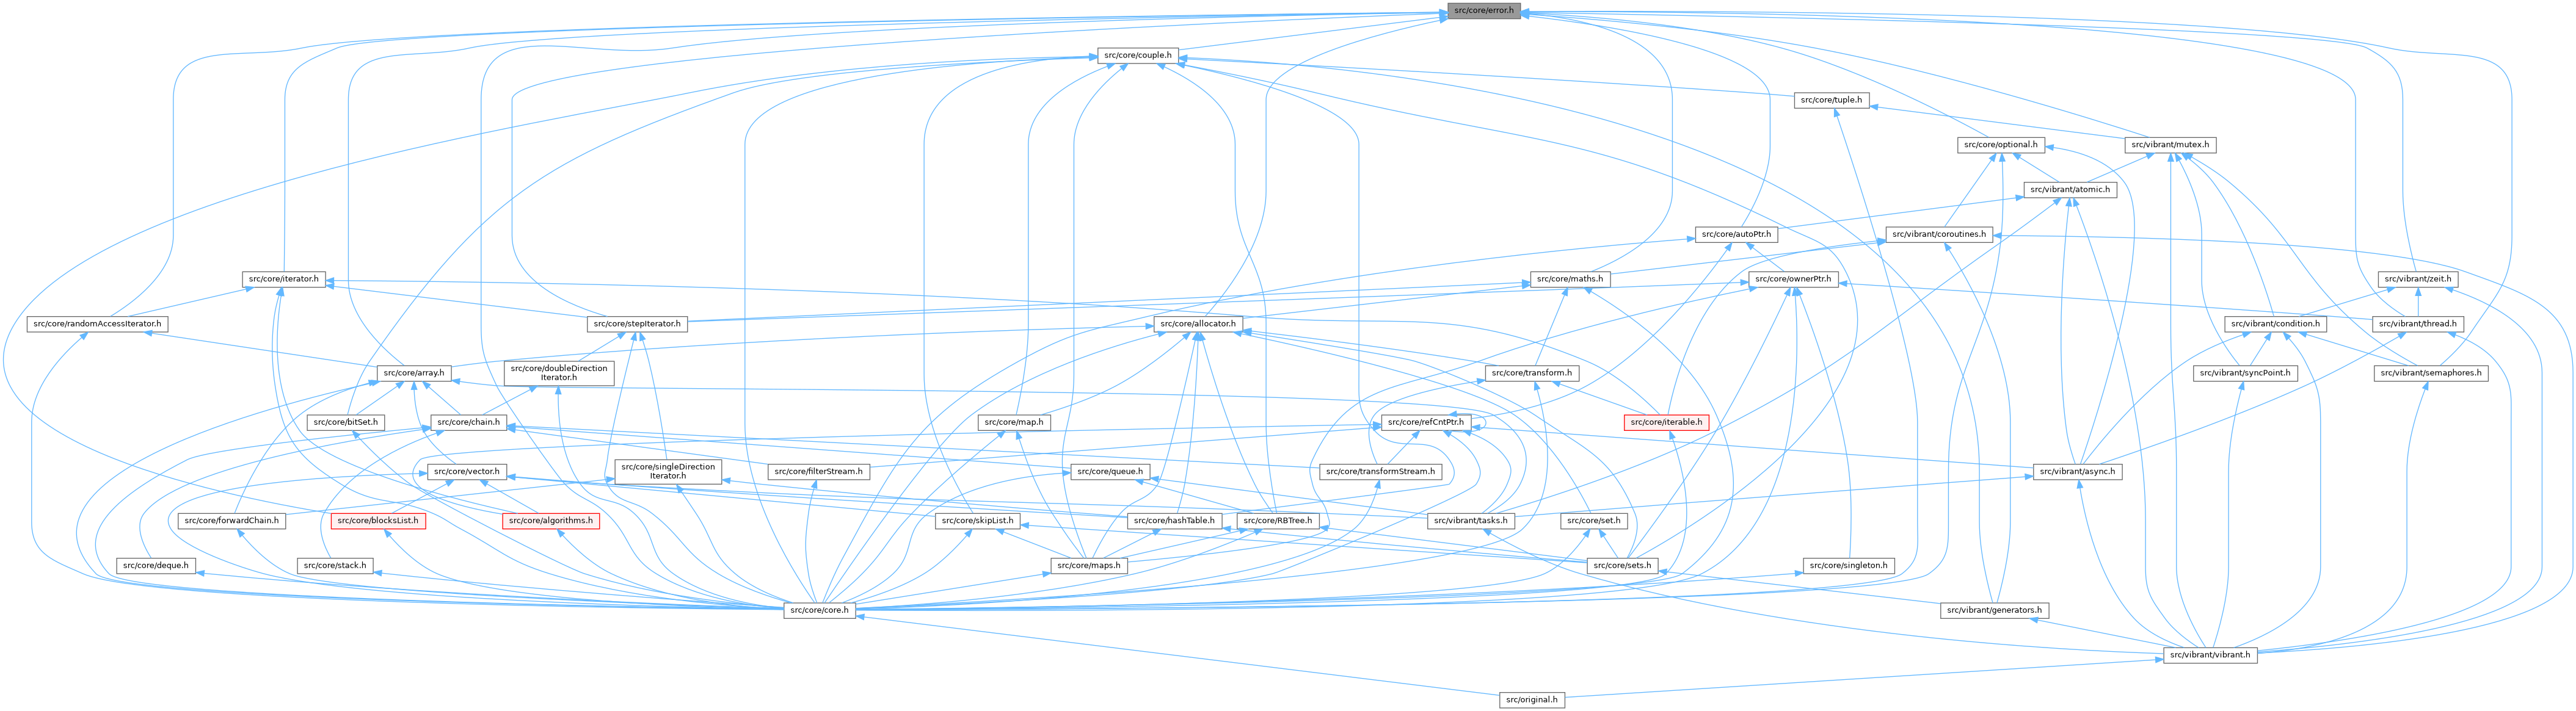 src/core/error.h
src/core/couple.h
src/core/tuple.h
src/core/optional.h
src/vibrant/mutex.h
src/vibrant/atomic.h
src/core/autoPtr.h
src/vibrant/coroutines.h
src/core/iterator.h
src/core/maths.h
src/core/ownerPtr.h
src/vibrant/zeit.h
src/core/randomAccessIterator.h
src/core/stepIterator.h
src/core/allocator.h
src/vibrant/condition.h
src/vibrant/thread.h
src/core/array.h
src/core/doubleDirection
Iterator.h
src/core/transform.h
src/vibrant/syncPoint.h
src/vibrant/semaphores.h
src/core/bitSet.h
src/core/chain.h
src/core/map.h
src/core/refCntPtr.h
src/core/iterable.h
src/core/vector.h
src/core/singleDirection
Iterator.h
src/core/filterStream.h
src/core/queue.h
src/core/transformStream.h
src/vibrant/async.h
src/core/forwardChain.h
src/core/blocksList.h
src/core/algorithms.h
src/core/skipList.h
src/core/hashTable.h
src/core/RBTree.h
src/vibrant/tasks.h
src/core/set.h
src/core/deque.h
src/core/stack.h
src/core/maps.h
src/core/sets.h
src/core/singleton.h
src/core/core.h
src/vibrant/generators.h
src/vibrant/vibrant.h
src/original.h